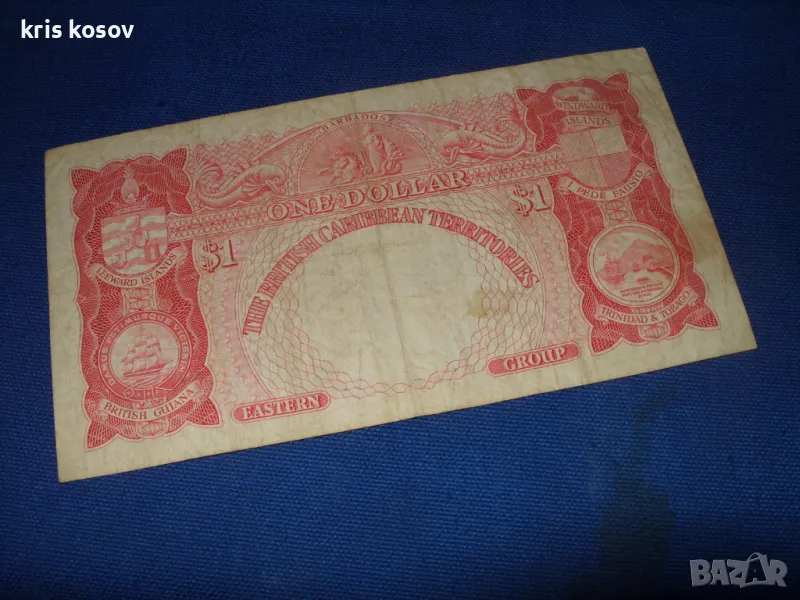 kris kosov
BARBADOS
WINDWARD
ISLANDS
ONE DOLLAR
I PEDE FAUSTO
$1
$1
THE BRITISH CARIBBEAN TERRITORIES
LEEWARD ISLANDS
TRINIDAD & TOBAGO
BRITISH GUIANA
EASTERN
GROUP
BAZAR